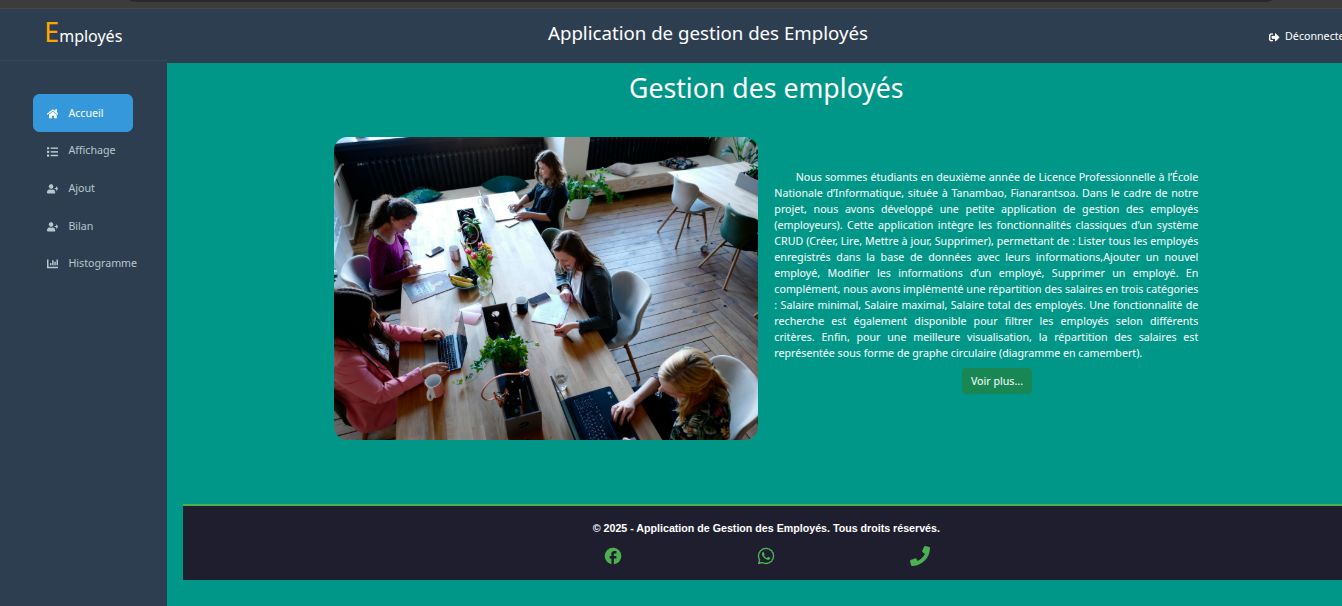 Employés
Application de gestion des Employés
Déconnecte
Accueil
Affichage
Ajout
Bilan
Histogramme
Gestion des employés
Nous sommes étudiants en deuxième année de Licence Professionnelle à l'École
Nationale d'Informatique, située à Tanambao, Fianarantsoa. Dans le cadre de notre
projet, nous avons développé une petite application de gestion des employés
(employeurs). Cette application intègre les fonctionnalités classiques d'un système
CRUD (Créer, Lire, Mettre à jour, Supprimer), permettant de : Lister tous les employés
enregistrés dans la base de données avec leurs informations,Ajouter un nouvel
employé, Modifier les informations d'un employé, Supprimer un employé. En
complément, nous avons implémenté une répartition des salaires en trois catégories
: Salaire minimal, Salaire maximal, Salaire total des employés. Une fonctionnalité de
recherche est également disponible pour filtrer les employés selon différents
critères. Enfin, pour une meilleure visualisation, la répartition des salaires est
représentée sous forme de graphe circulaire (diagramme en camembert).
Voir plus...
© 2025 - Application de Gestion des Employés. Tous droits réservés.